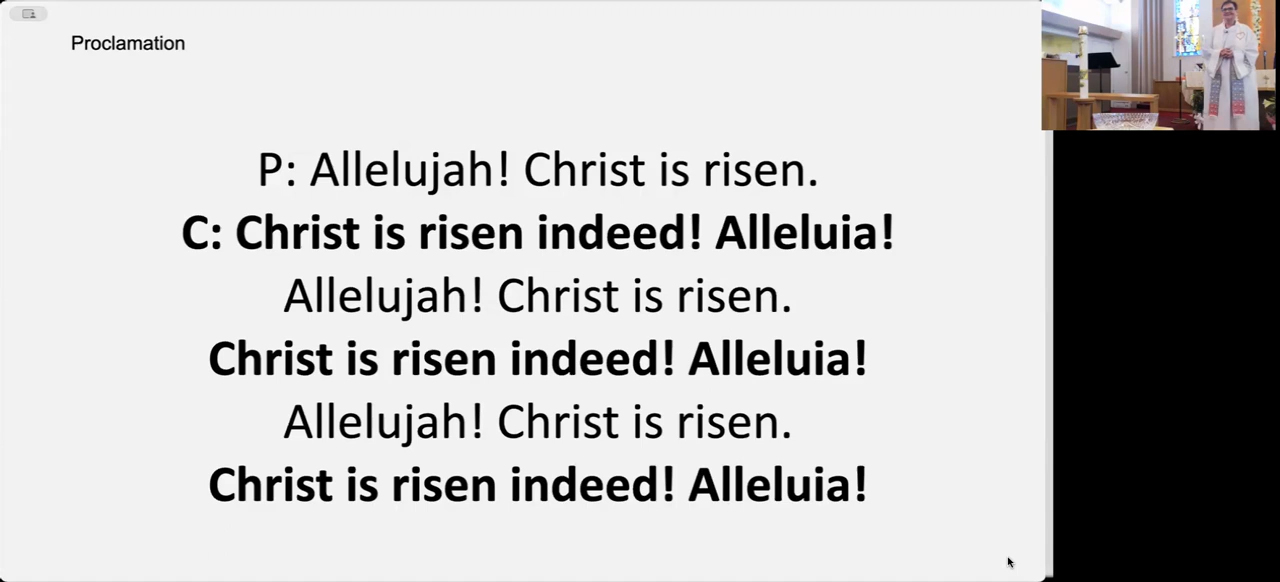 Proclamation
P: Allelujah! Christ is risen.
C: Christ is risen indeed! Alleluia!
Allelujah! Christ is risen.
Christ is risen indeed! Alleluia!
Allelujah! Christ is risen.
Christ is risen indeed! Alleluia!